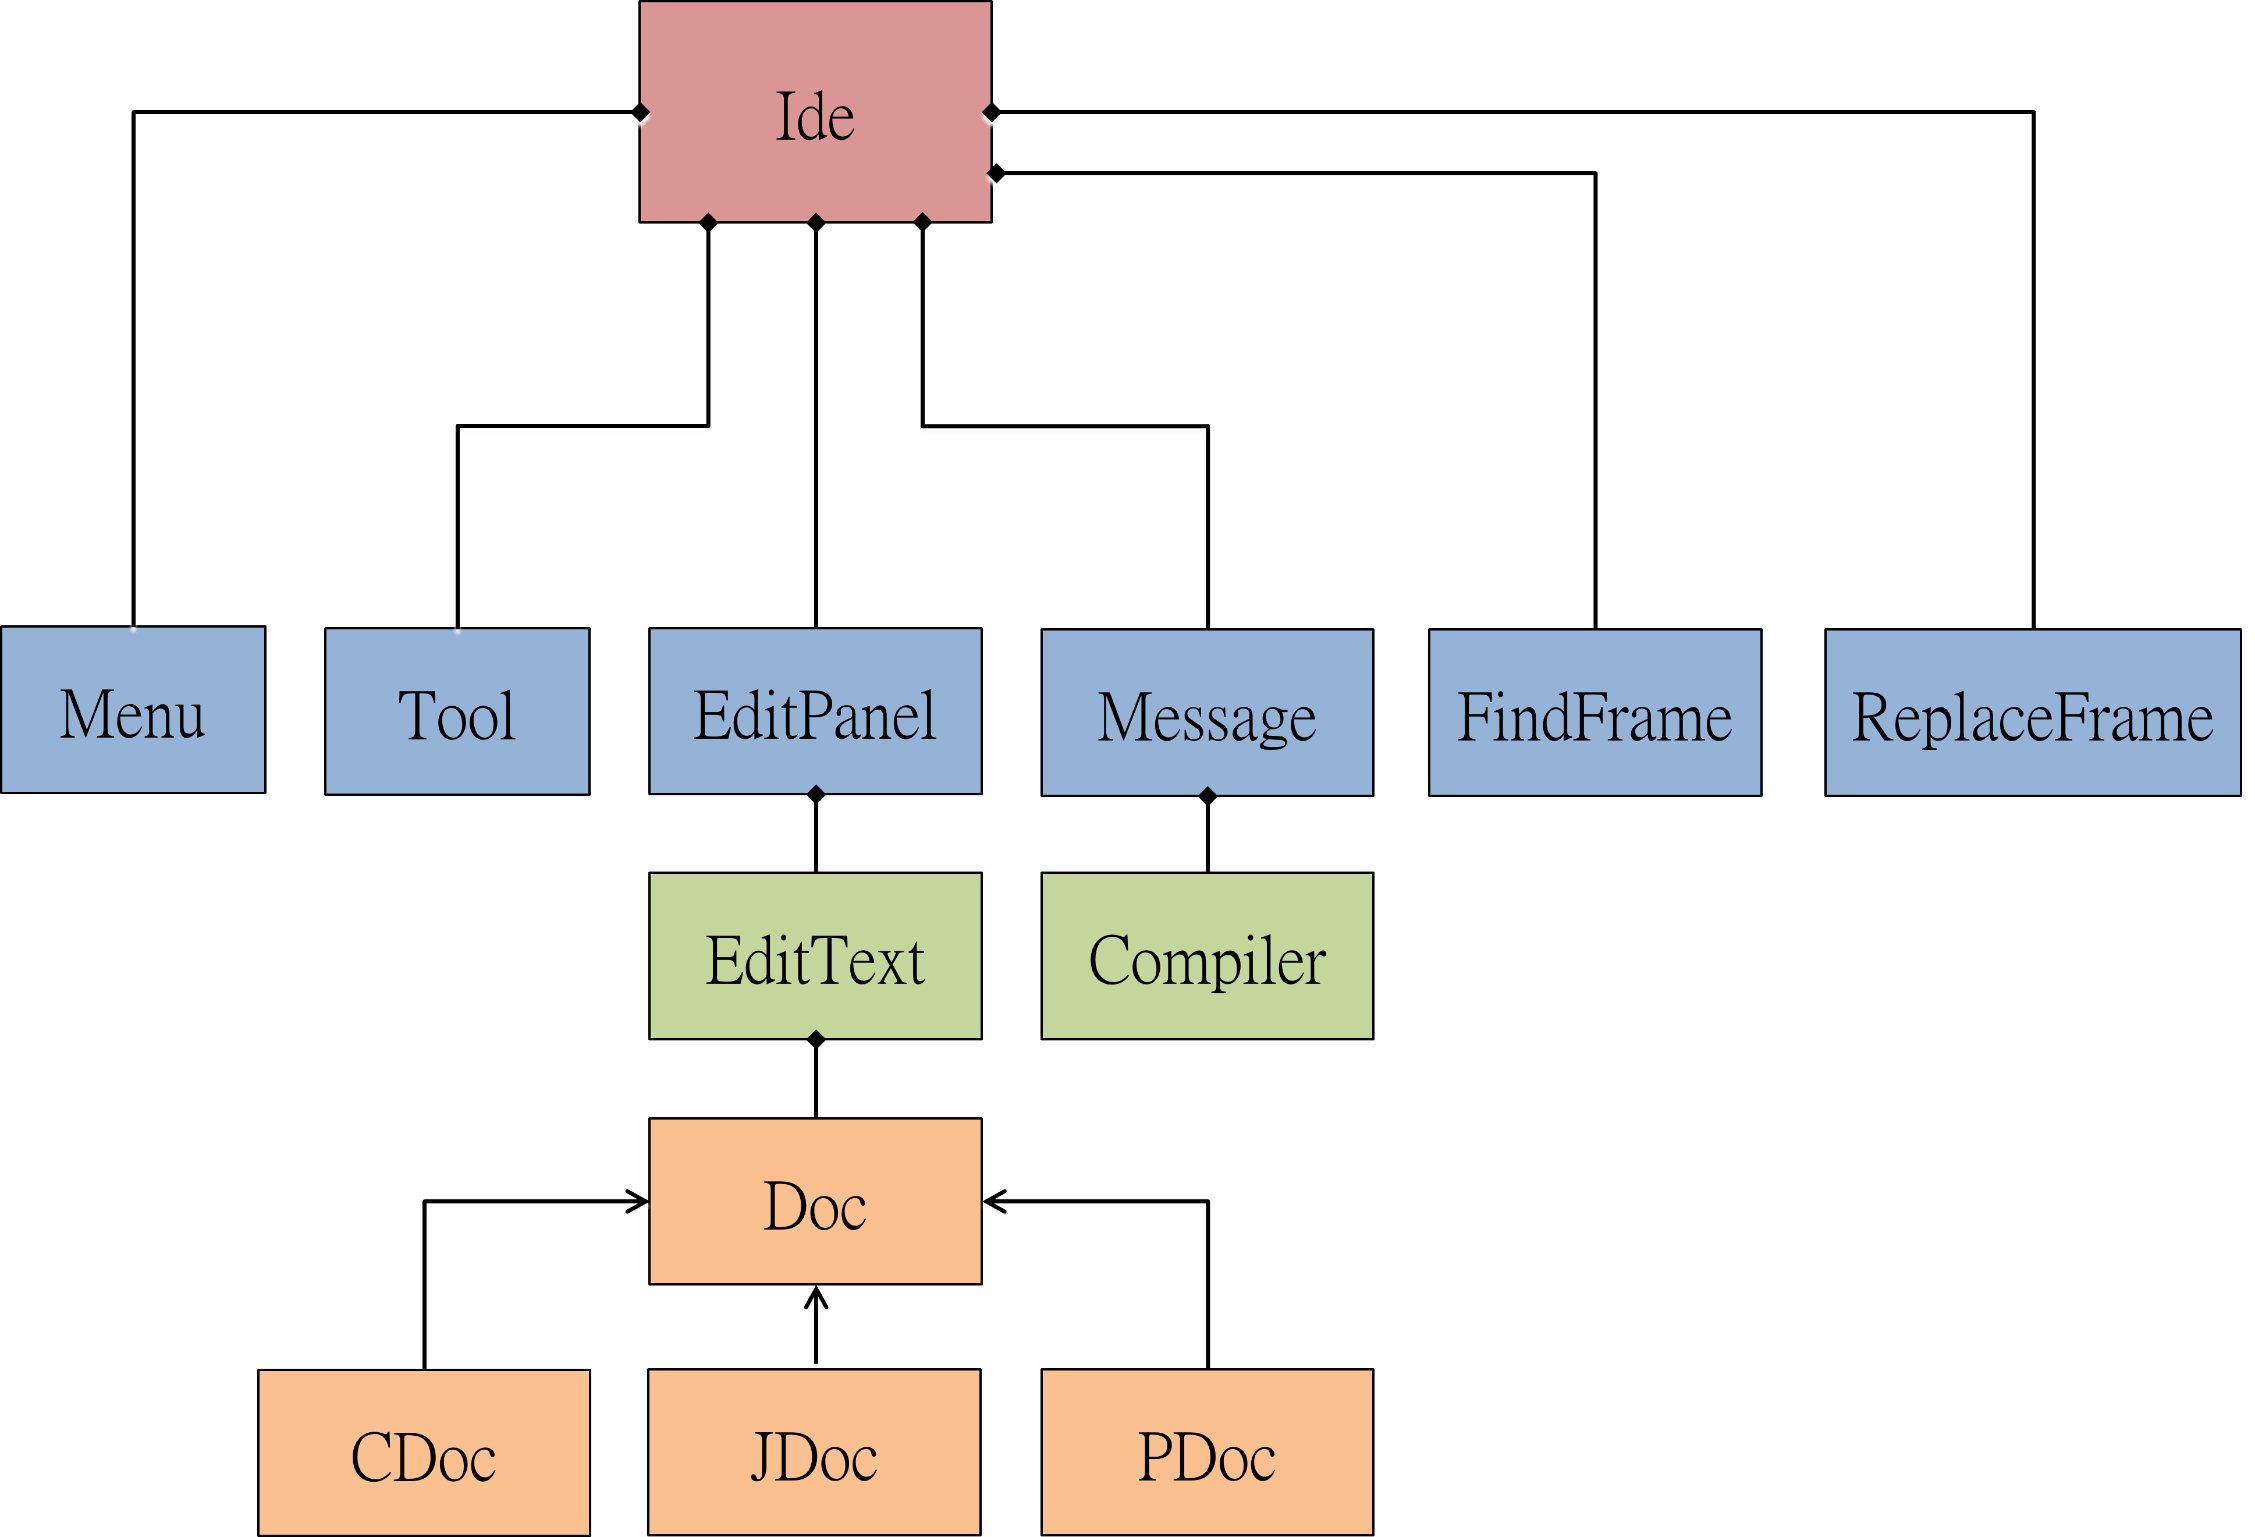 Ide
Menu
Tool
EditPanel
Message
FindFrame
ReplaceFrame
EditText
Compiler
Doc
CDoc
JDoc
PDoc